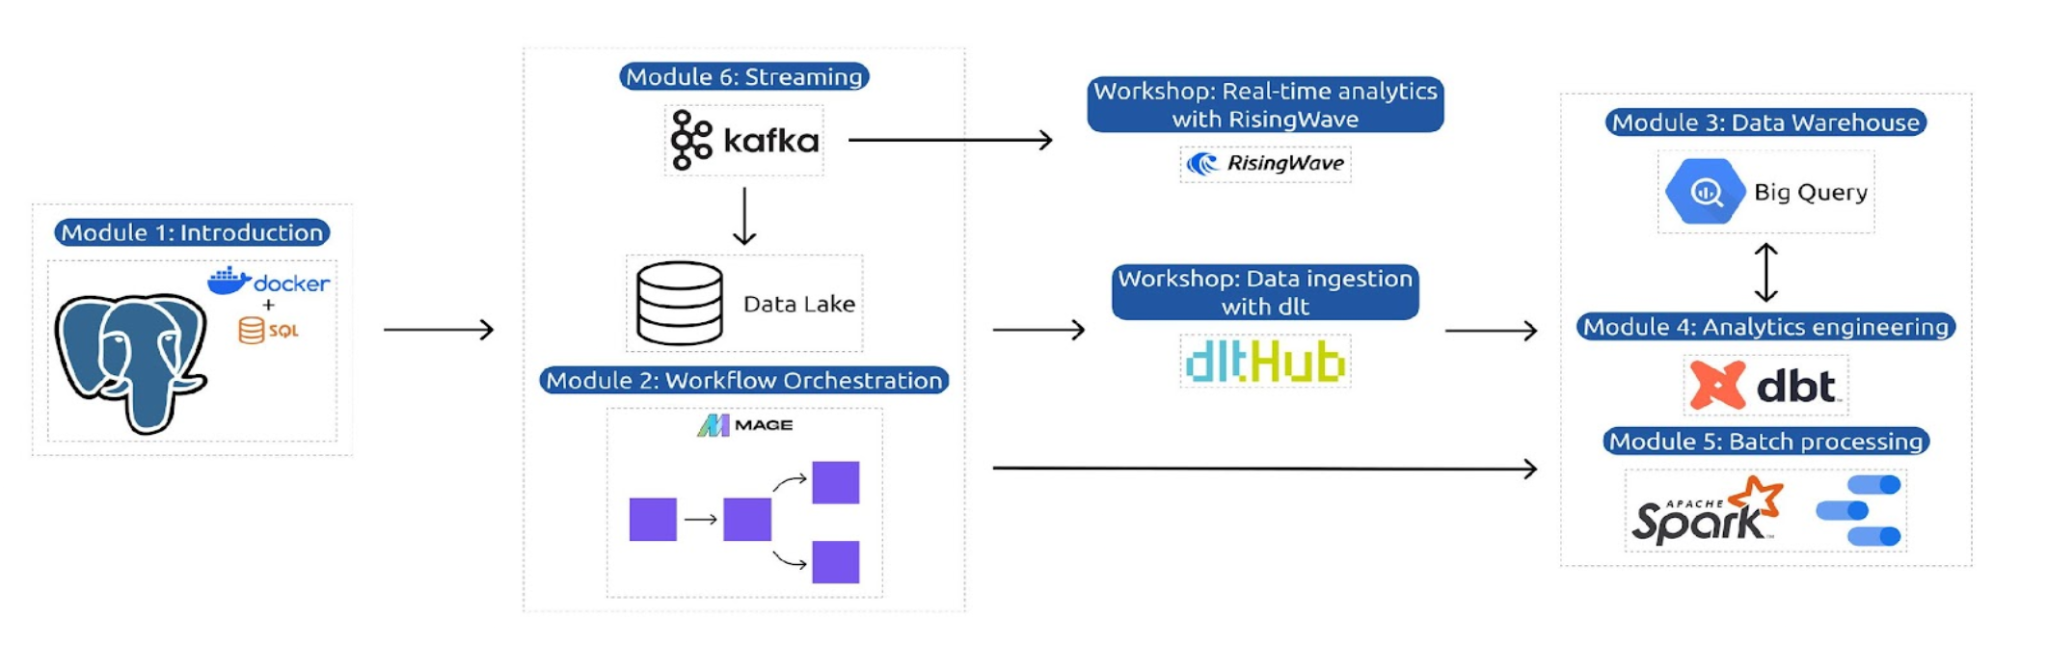 Module 1: Introduction
docker
+
SQL
Module 6: Streaming
kafka
Data Lake
Module 2: Workflow Orchestration
MAGE
Workshop: Real-time analytics
with RisingWave
RisingWave
Workshop: Data ingestion
with dlt
dltHub
Module 3: Data Warehouse
Big Query
Module 4: Analytics engineering
dbt
Module 5: Batch processing
APACHE
Spark